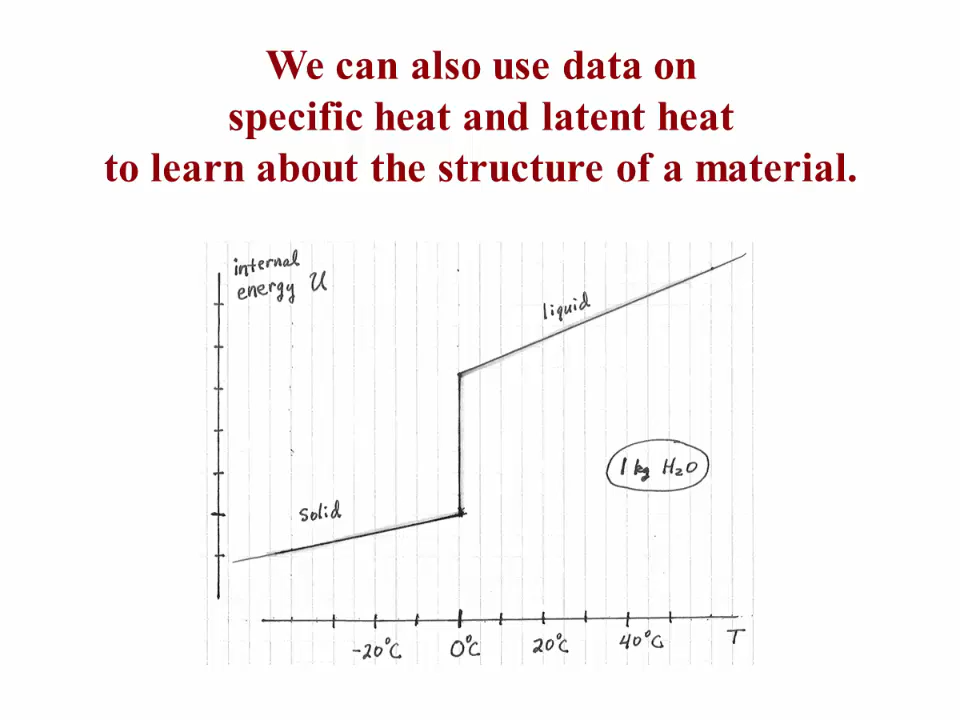 We can also use data on
specific heat and latent heat
to learn about the structure of a material.
internal
energy U
liquid
1 kg H₂O
solid
-20°C 0°C 20°C 40°C T